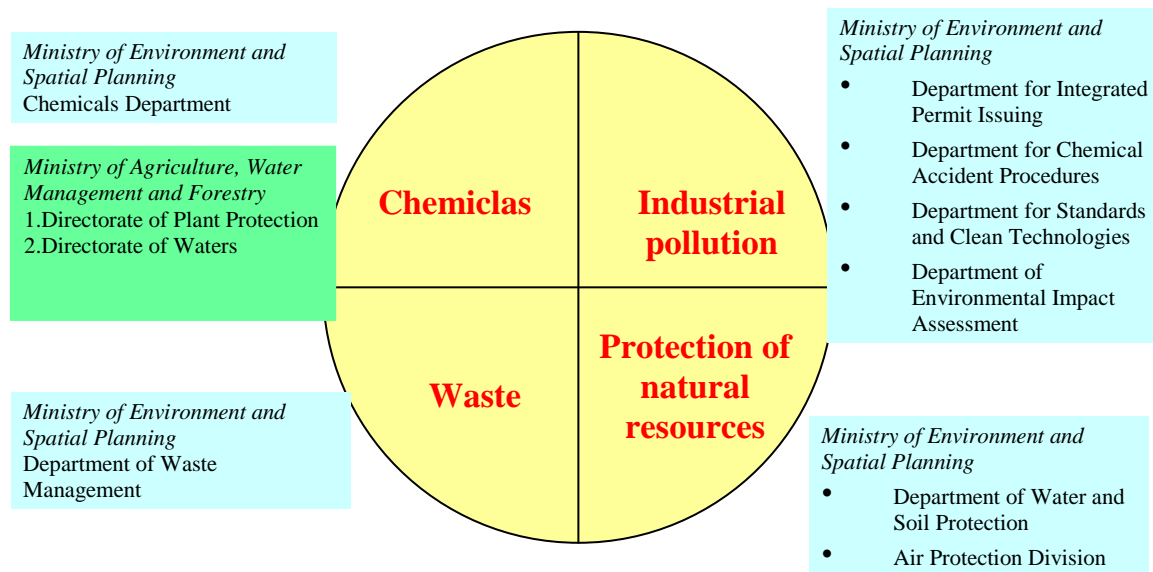 Ministry of Environment and
Spatial Planning
Chemicals Department
Ministry of Agriculture, Water
Management and Forestry
1.Directorate of Plant Protection
2.Directorate of Waters
Ministry of Environment and
Spatial Planning
Department of Waste
Management
Chemiclas
Industrial
pollution
Waste
Protection of
natural
resources
Ministry of Environment and
Spatial Planning
• Department for Integrated
Permit Issuing
• Department for Chemical
Accident Procedures
• Department for Standards
and Clean Technologies
• Department of
Environmental Impact
Assessment
Ministry of Environment and
Spatial Planning
• Department of Water and
Soil Protection
• Air Protection Division